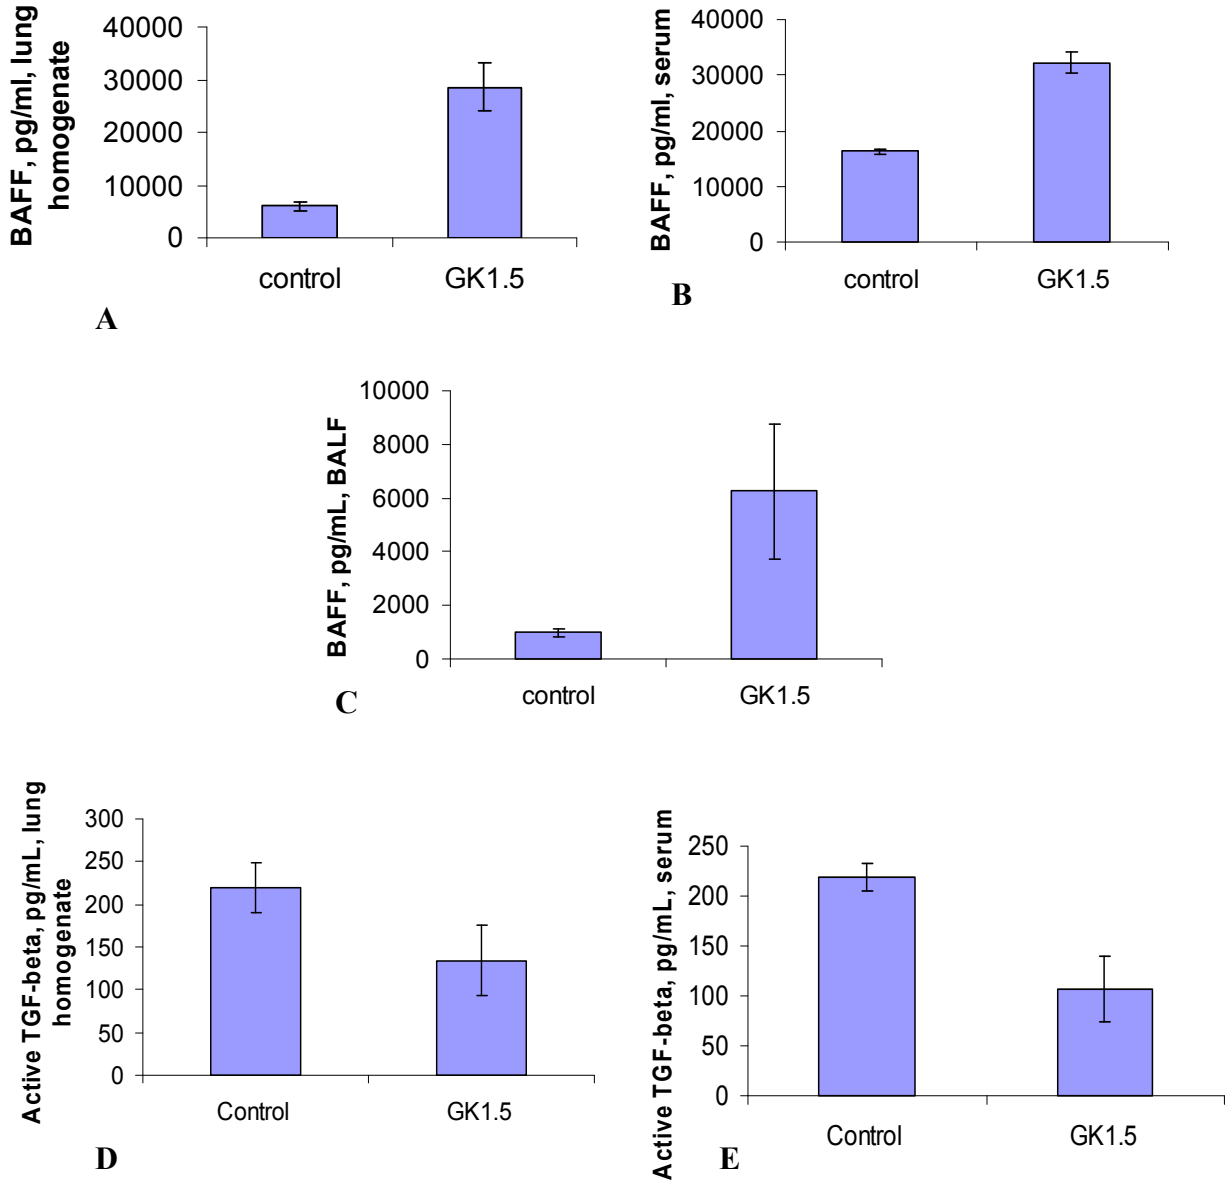 BAFF, pg/ml, lung
homogenate
40000
30000
20000
10000
0
control
GK1.5
A
BAFF, pg/ml, serum
40000
30000
20000
10000
0
control
GK1.5
B
BAFF, pg/mL, BALF
10000
8000
6000
4000
2000
0
control
GK1.5
C
Active TGF-beta, pg/mL, lung
homogenate
300
250
200
150
100
50
0
Control
GK1.5
D
Active TGF-beta, pg/mL, serum
250
200
150
100
50
0
Control
GK1.5
E